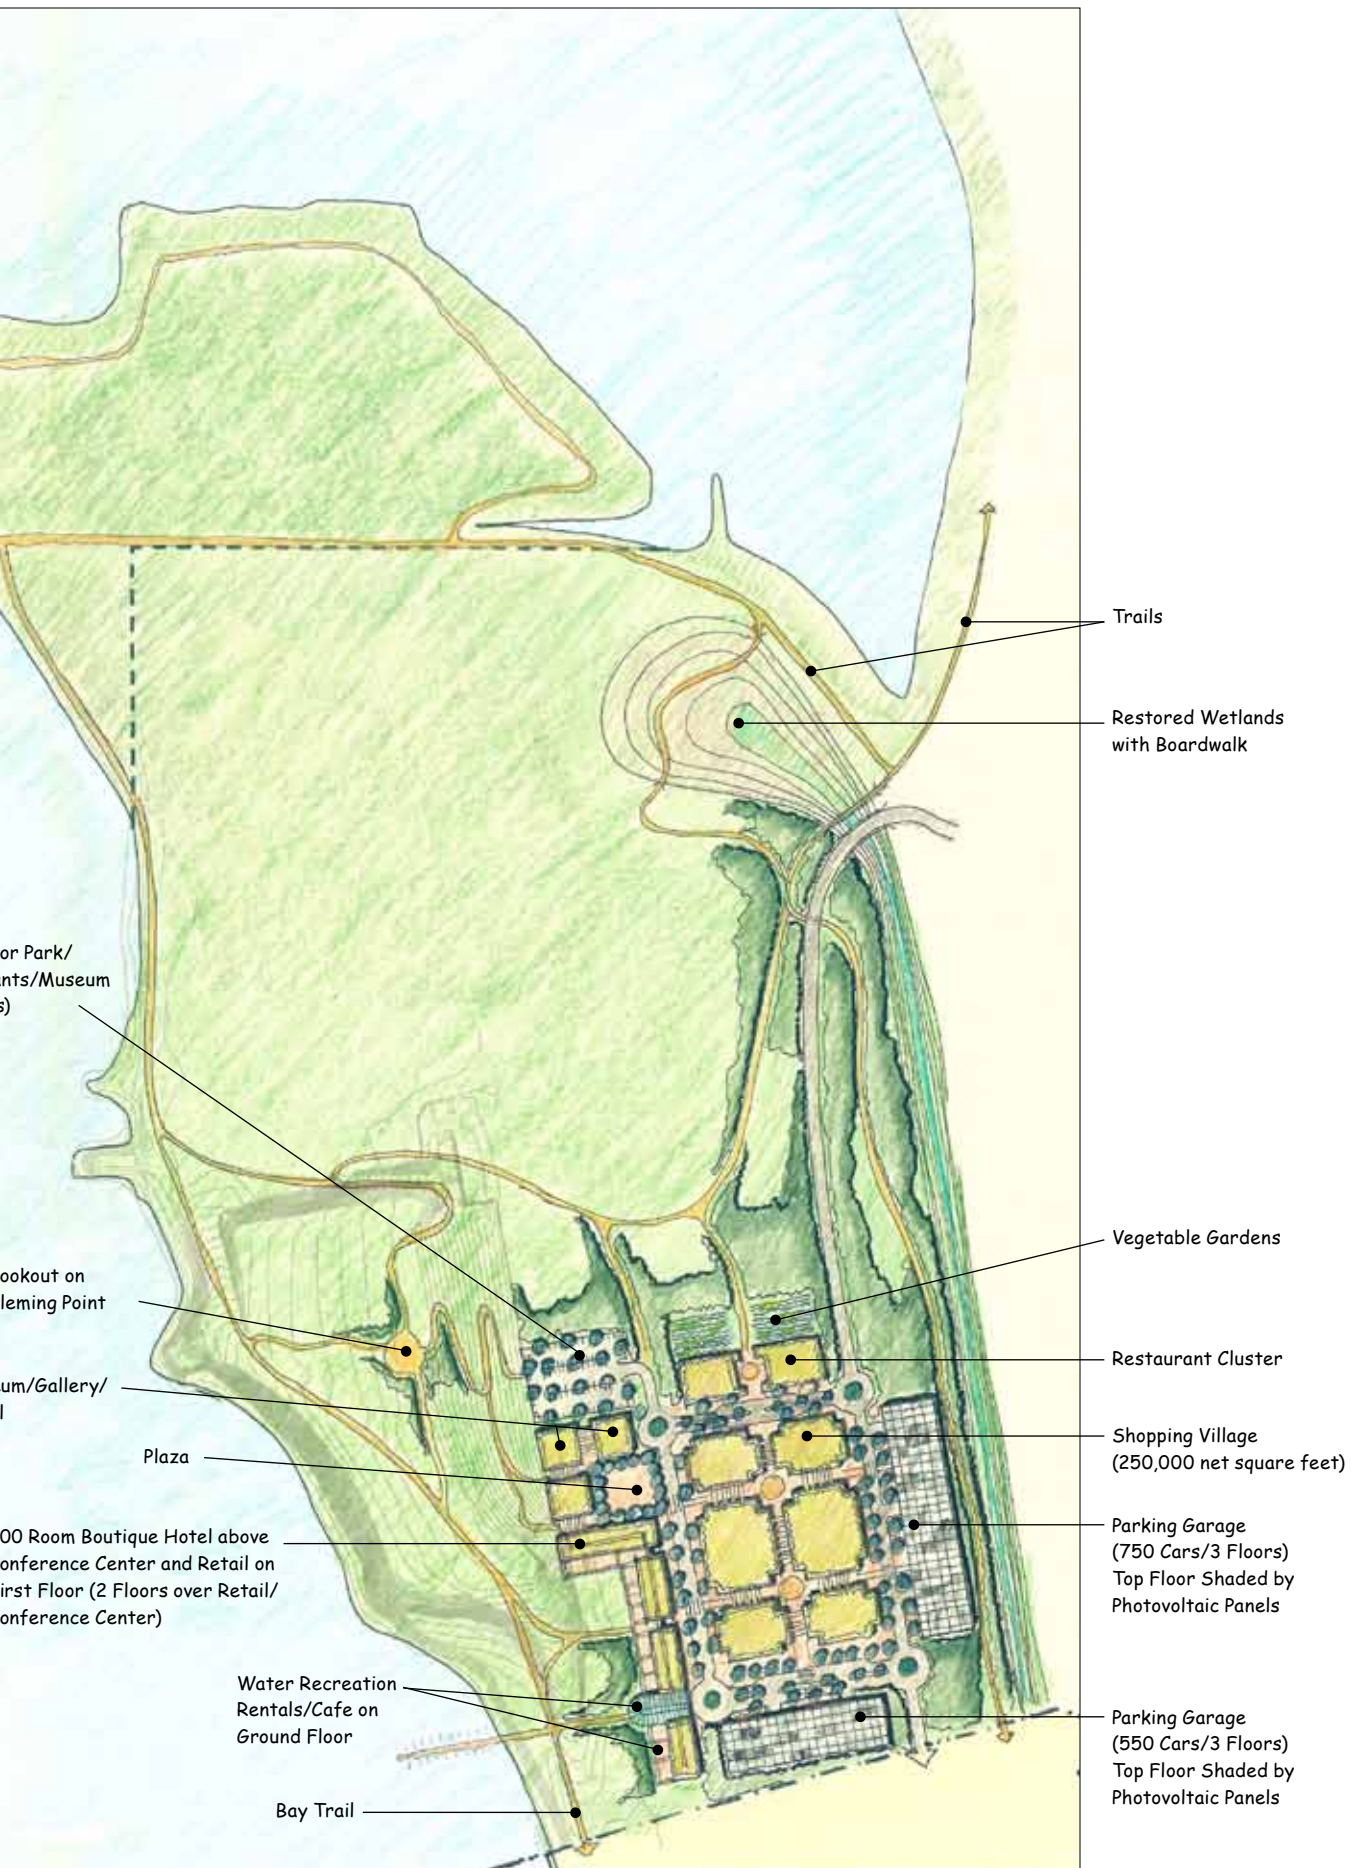 Trails
Restored Wetlands
with Boardwalk
or Park/
nts/Museum
s)
Vegetable Gardens
ookout on
leming Point
Restaurant Cluster
um/Gallery/
l
Shopping Village
(250,000 net square feet)
Plaza
Parking Garage
(750 Cars/3 Floors)
Top Floor Shaded by
Photovoltaic Panels
00 Room Boutique Hotel above
onference Center and Retail on
irst Floor (2 Floors over Retail/
onference Center)
Water Recreation
Rentals/Cafe on
Ground Floor
Parking Garage
(550 Cars/3 Floors)
Top Floor Shaded by
Photovoltaic Panels
Bay Trail